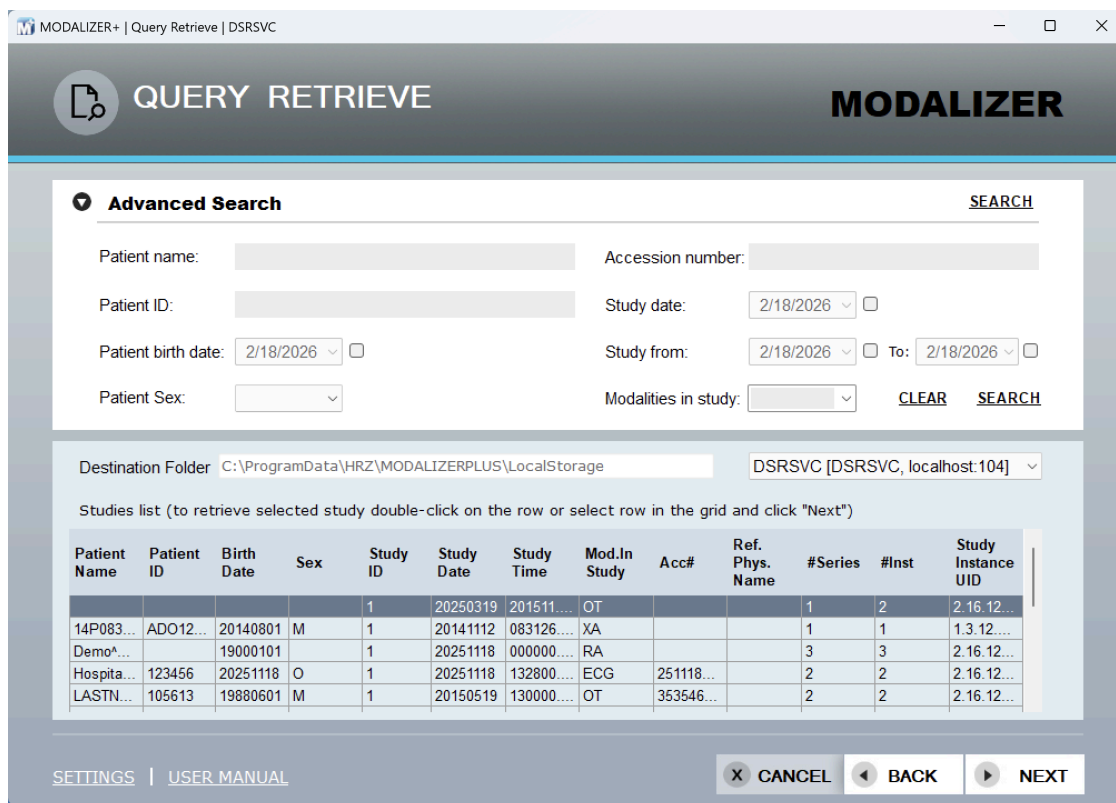 MODALIZER+ | Query Retrieve | DSRSVC
QUERY RETRIEVE
MODALIZER
Advanced Search SEARCH
Patient name: Accession number:
Patient ID: Study date: 2/18/2026
Patient birth date: 2/18/2026 Study from: 2/18/2026 To: 2/18/2026
Patient Sex: Modalities in study: CLEAR SEARCH
Destination Folder C:\ProgramData\HRZ\MODALIZERPLUS\LocalStorage DSRSVC [DSRSVC, localhost:104]
Studies list (to retrieve selected study double-click on the row or select row in the grid and click "Next")
Patient Name Patient ID Birth Date Sex Study ID Study Date Study Time Mod.In Study Acc# Ref. Phys. Name #Series #Inst Study Instance UID
1 20250319 201511.... OT 1 2 2.16.12...
14P083... ADO12... 20140801 M 1 20141112 083126.... XA 1 1 1.3.12....
Demo^... 19000101 1 20251118 000000.... RA 3 3 2.16.12...
Hospita... 123456 20251118 O 1 20251118 132800.... ECG 251118... 2 2 2.16.12...
LASTN... 105613 19880601 M 1 20150519 130000.... OT 353546... 2 2 2.16.12...
SETTINGS | USER MANUAL X CANCEL BACK NEXT